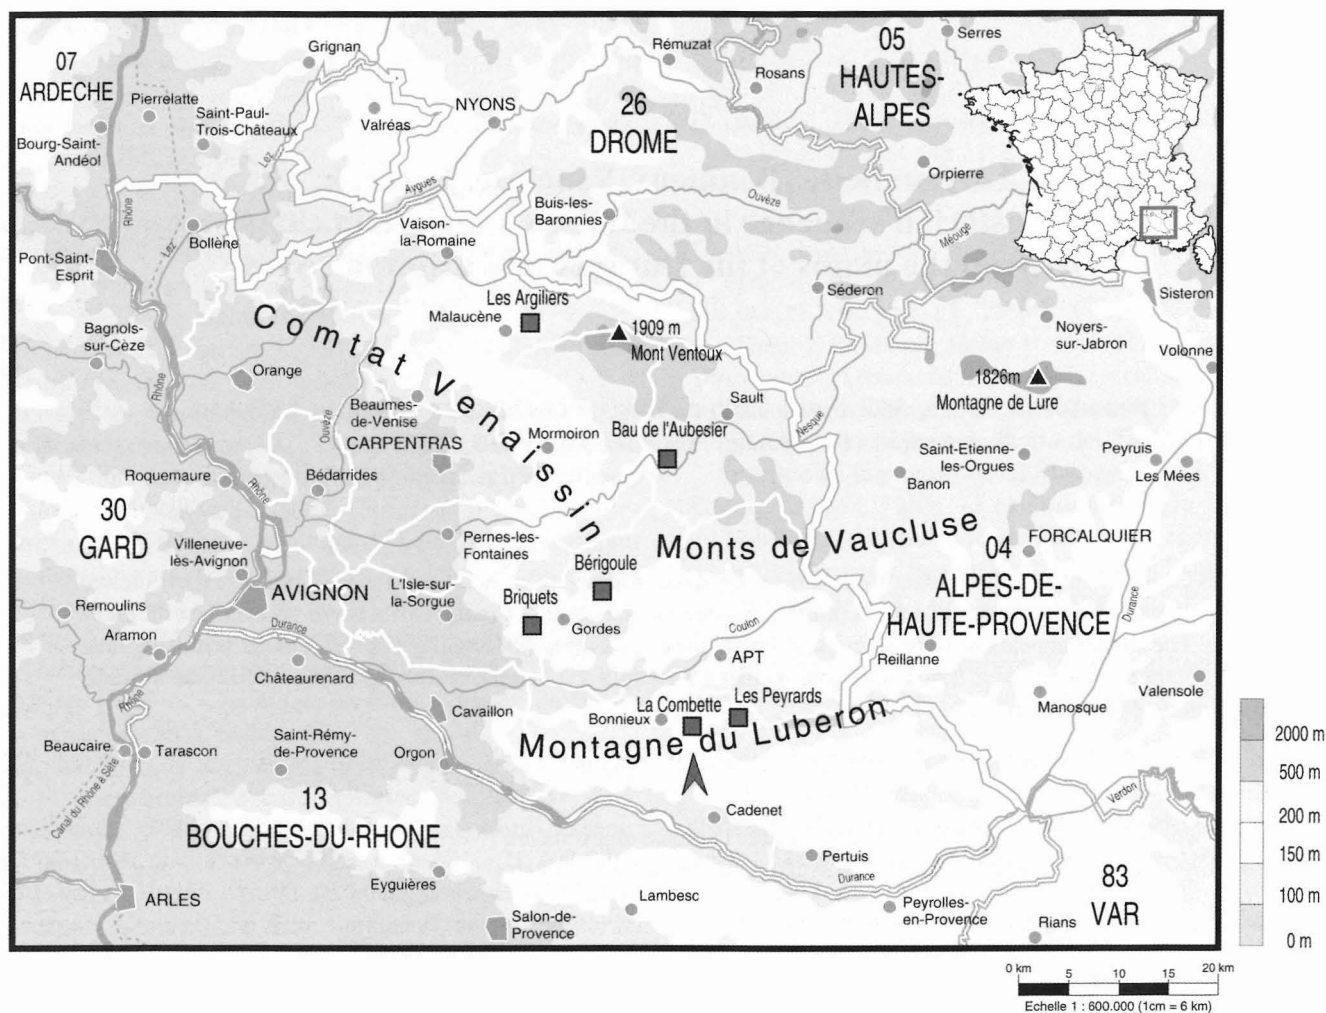 07
ARDECHE
Grignan
Pierrelatte
Saint-Paul-
Trois-Châteaux
Bourg-Saint-
Andéol
Valréas
NYONS
Rémuzat
Rosans
05
HAUTES-
ALPES
Serres
26
DROME
Orpierre
Lez
Aygues
Rhône
Lez
Bollène
Vaison-
la-Romaine
Buis-les-
Baronnies
Ouvèze
Méouge
Pont-Saint-
Esprit
Séderon
Sisteron
Les Argiliers
Malaucène
1909 m
Mont Ventoux
Noyers-
sur-Jabron
Volonne
Bagnols-
sur-Cèze
Comtat Venaissin
Orange
Rhône
Ouvèze
Beaumes-
de-Venise
CARPENTRAS
Sault
Nesque
1826m
Montagne de Lure
Mormoiron
Bau de l'Aubesier
Saint-Etienne-
les-Orgues
Banon
Peyruis
Les Mées
Roquemaure
Bédarrides
Rhône
30
GARD
Villeneuve-
lès-Avignon
Pernes-les-
Fontaines
Monts de Vaucluse
04
ALPES-DE-
HAUTE-PROVENCE
FORCALQUIER
Bérigoule
AVIGNON
L'Isle-sur-
la-Sorgue
Briquets
Gordes
Remoulins
Aramon
Durance
Coulon
APT
Reillanne
Durance
Châteaurenard
Valensole
Manosque
Rhône
Cavaillon
La Combette
Les Peyrards
Bonnieux
Montagne du Luberon
Beaucaire
Tarascon
Saint-Rémy-
de-Provence
Orgon
Canal du Rhône à Sète
13
BOUCHES-DU-RHONE
Cadenet
Verdon
Pertuis
Durance
Eyguières
ARLES
Lambesc
Salon-de-
Provence
Peyrolles-
en-Provence
83
VAR
Rians
2000 m
500 m
200 m
150 m
100 m
0 m
0 km 5 10 15 20 km
Echelle 1 : 600.000 (1cm = 6 km)